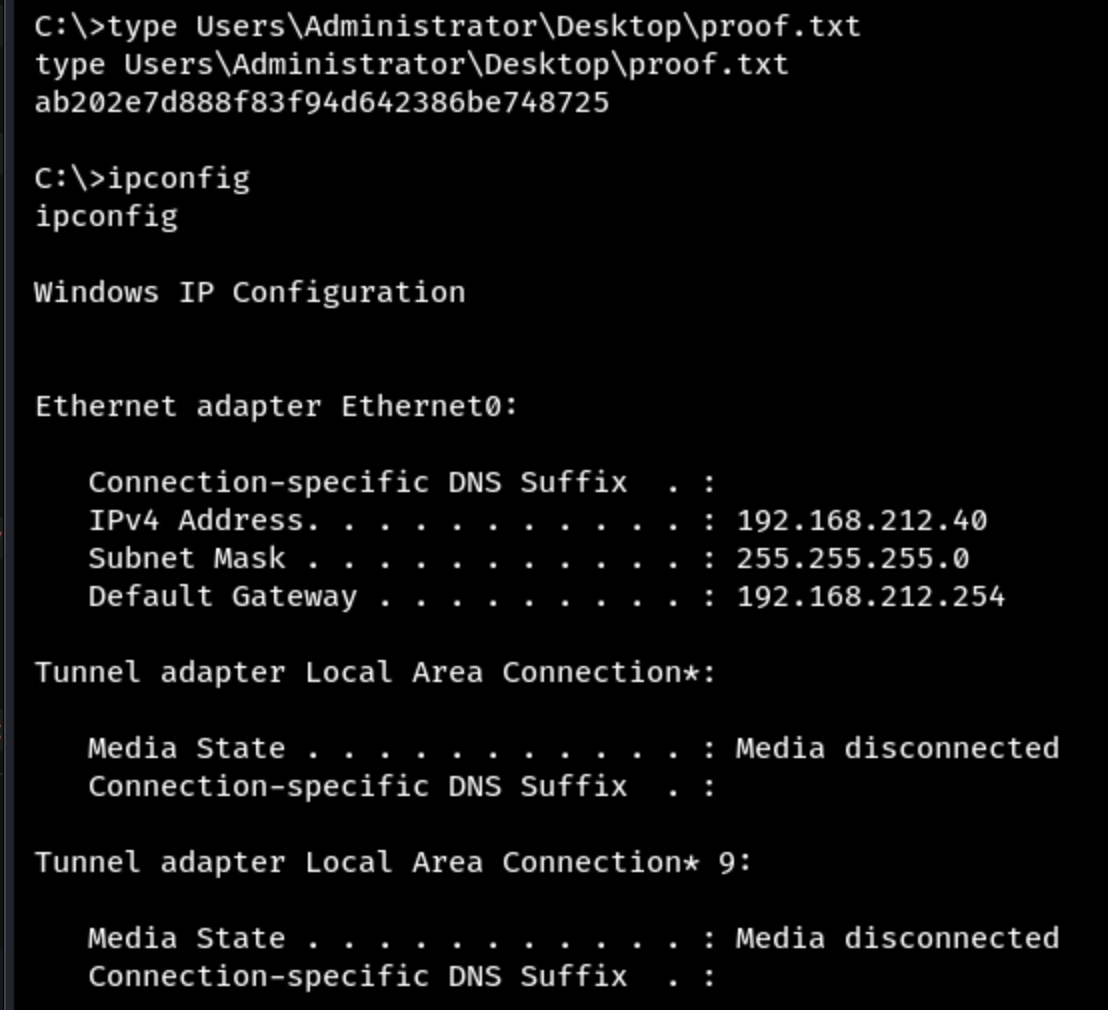 C:\>type Users\Administrator\Desktop\proof.txt
type Users\Administrator\Desktop\proof.txt
ab202e7d888f83f94d642386be748725
C:\>ipconfig
ipconfig
Windows IP Configuration
Ethernet adapter Ethernet0:
   Connection-specific DNS Suffix  . :
   IPv4 Address. . . . . . . . . . . : 192.168.212.40
   Subnet Mask . . . . . . . . . . . : 255.255.255.0
   Default Gateway . . . . . . . . . : 192.168.212.254
Tunnel adapter Local Area Connection*:
   Media State . . . . . . . . . . . : Media disconnected
   Connection-specific DNS Suffix  . :
Tunnel adapter Local Area Connection* 9:
   Media State . . . . . . . . . . . : Media disconnected
   Connection-specific DNS Suffix  . :